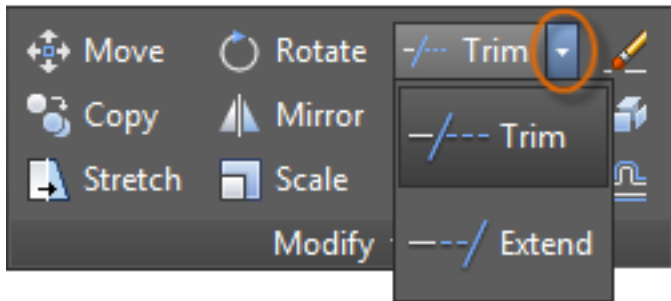 Move Rotate Trim
Copy Mirror Trim
Stretch Scale
Modify Extend